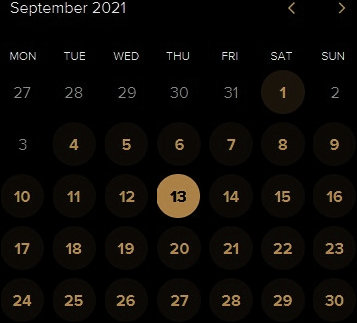 September 2021 < >
MON TUE WED THU FRI SAT SUN
27 28 29 30 31 1 2
3 4 5 6 7 8 9
10 11 12 13 14 15 16
17 18 19 20 21 22 23
24 25 26 27 28 29 30